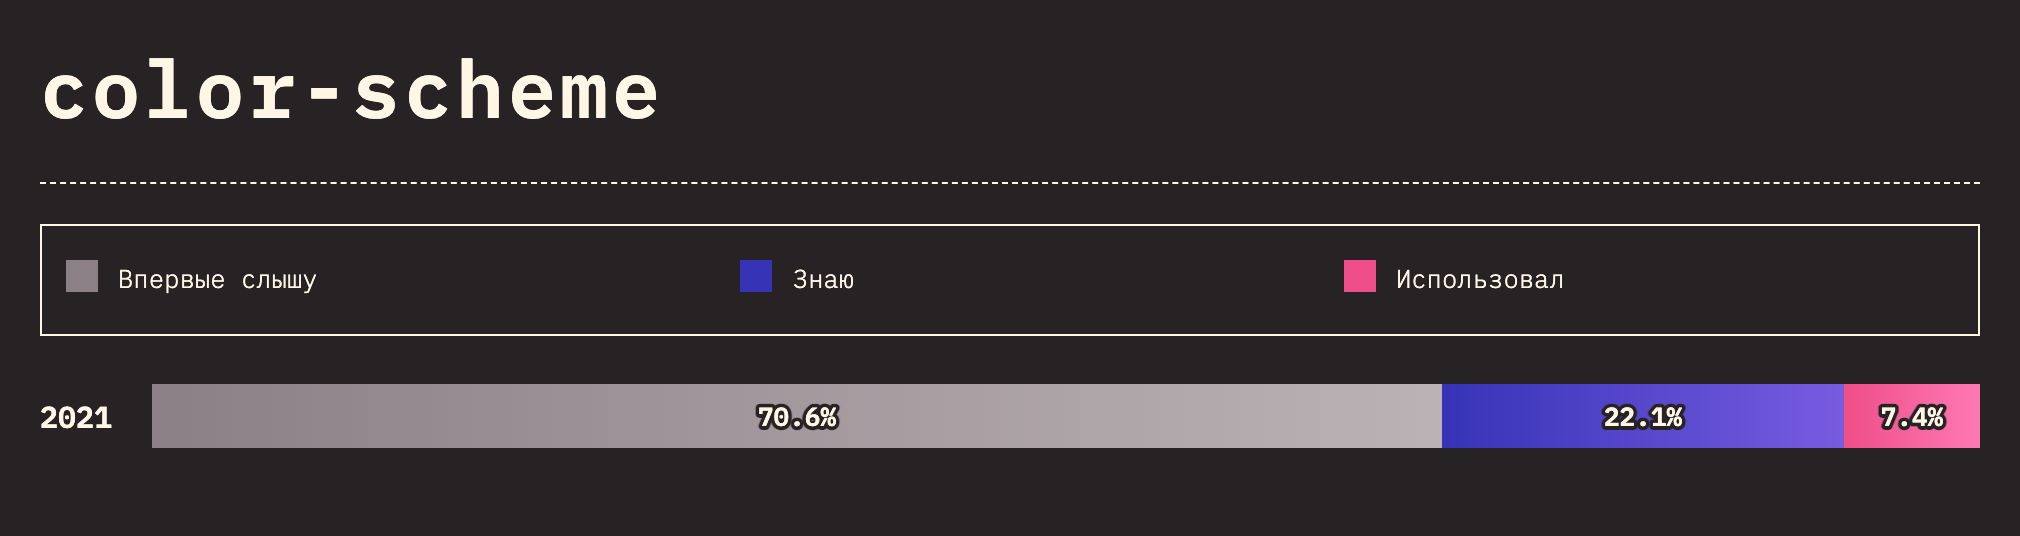 color-scheme
Впервые слышу Знаю Использовал
2021 70.6% 22.1% 7.4%